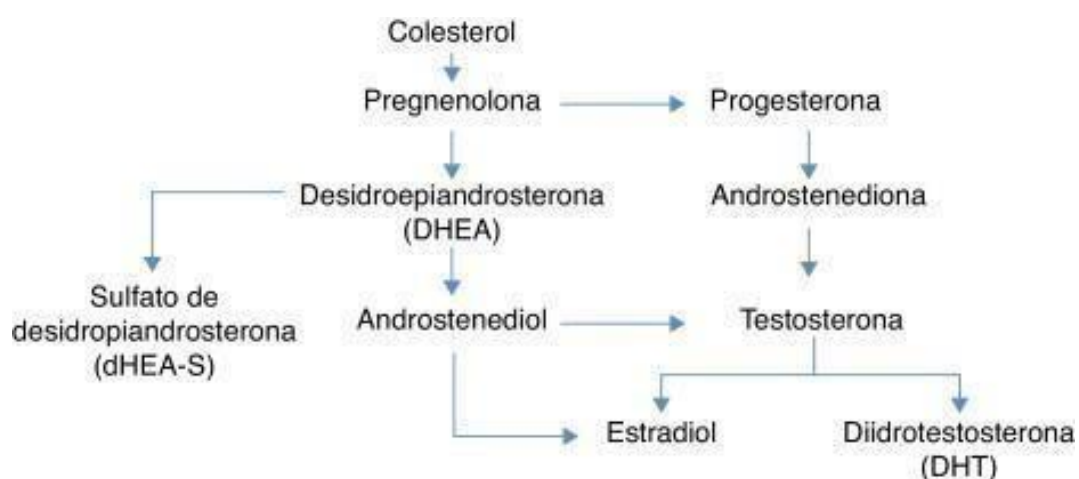 Colesterol
Pregnenolona
Progesterona
Desidroepiandrosterona
(DHEA)
Androstenediona
Sulfato de
desidropiandrosterona
(dHEA-S)
Androstenediol
Testosterona
Estradiol
Diidrotestosterona
(DHT)